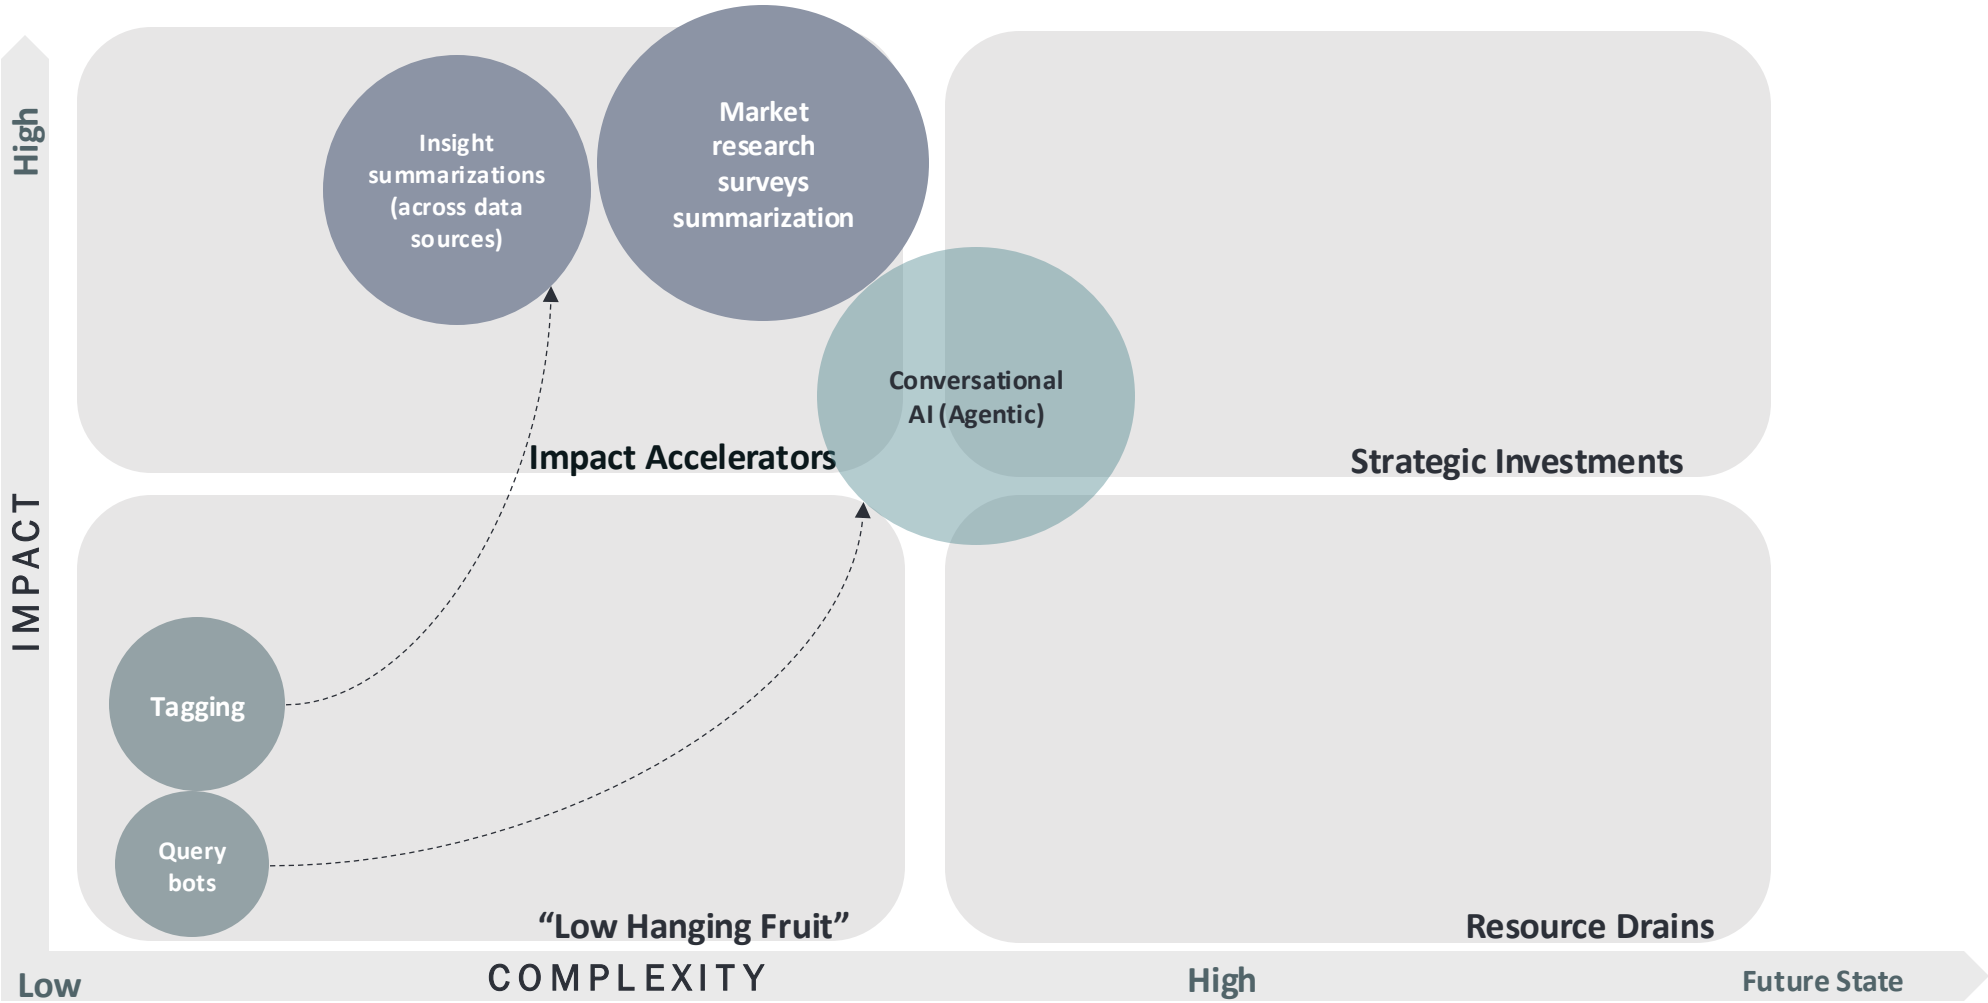 High
IMPACT
Insight
summarizations
(across data
sources)
Market
research
surveys
summarization
Conversational
AI (Agentic)
Impact Accelerators
Strategic Investments
Tagging
Query
bots
“Low Hanging Fruit”
Resource Drains
Low
COMPLEXITY
High
Future State